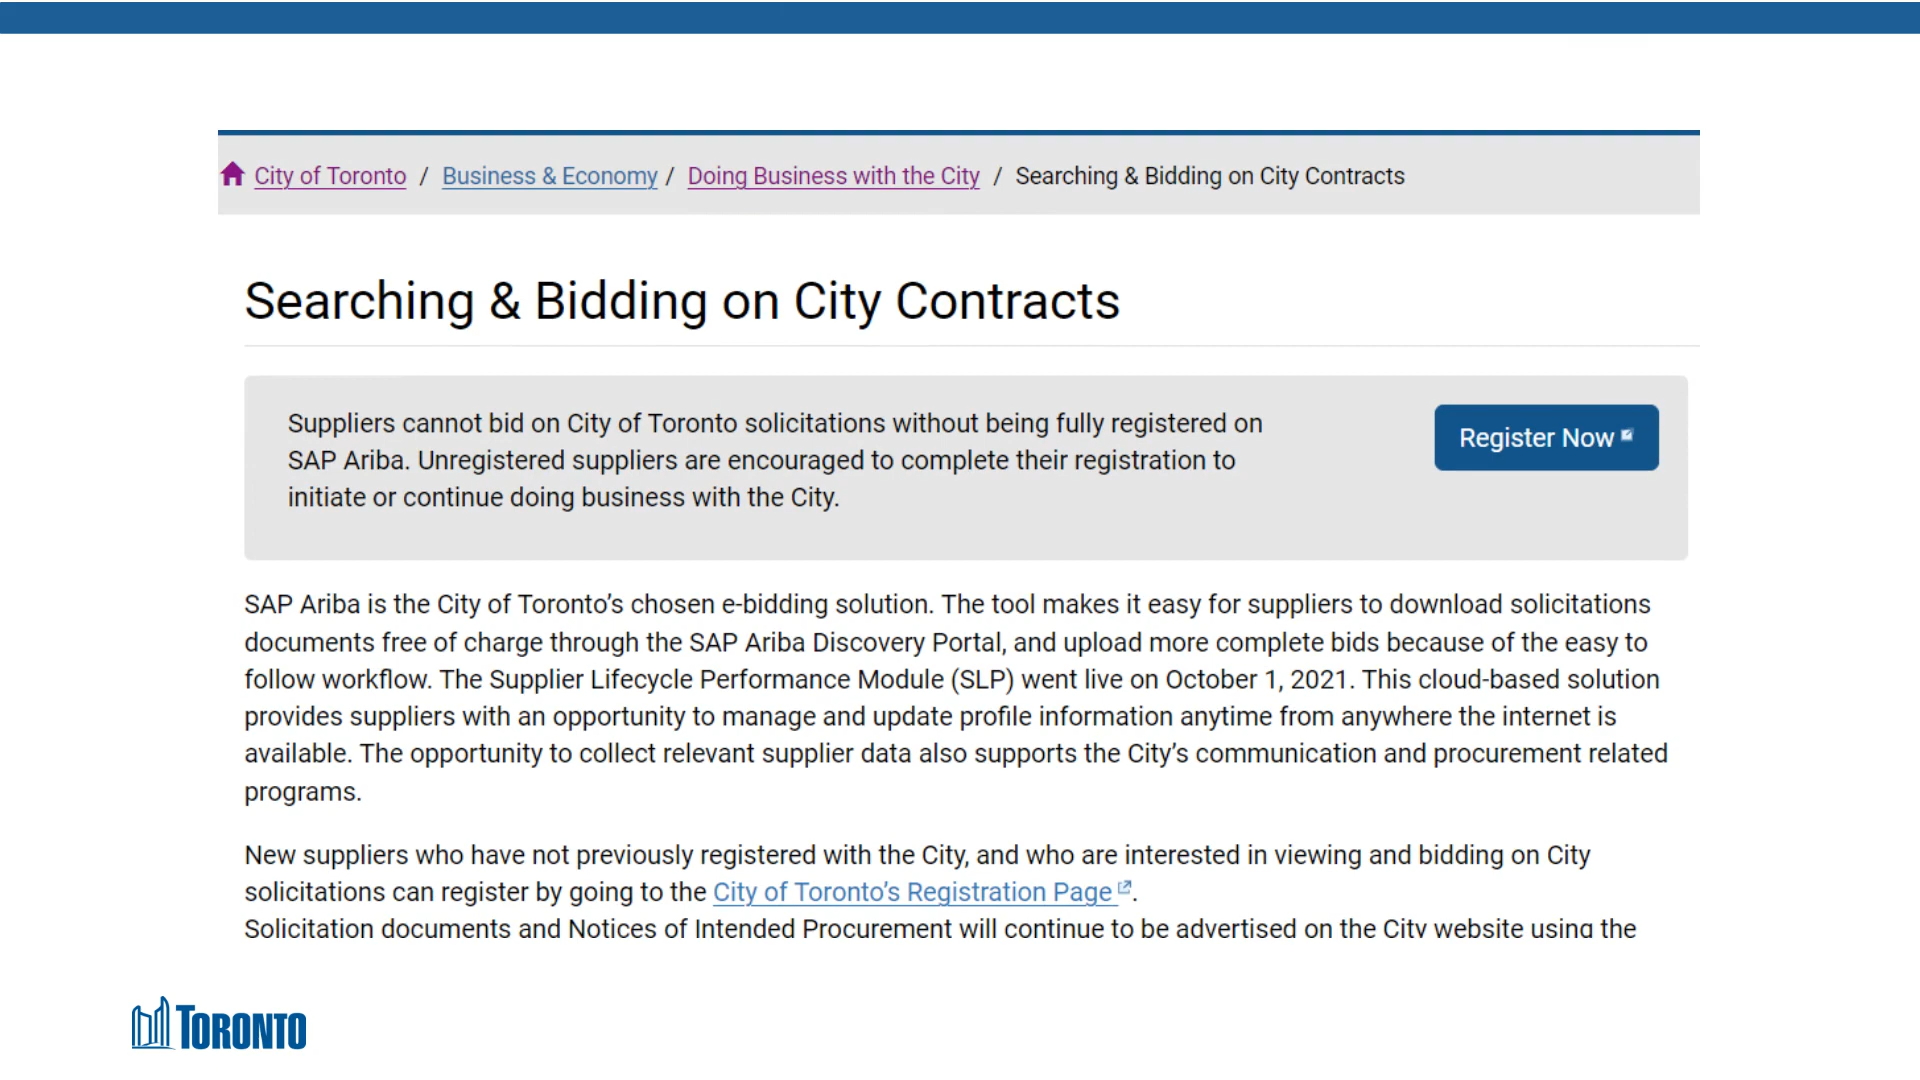 City of Toronto / Business & Economy / Doing Business with the City / Searching & Bidding on City Contracts
Searching & Bidding on City Contracts
Suppliers cannot bid on City of Toronto solicitations without being fully registered on
SAP Ariba. Unregistered suppliers are encouraged to complete their registration to
initiate or continue doing business with the City.
Register Now
SAP Ariba is the City of Toronto’s chosen e-bidding solution. The tool makes it easy for suppliers to download solicitations
documents free of charge through the SAP Ariba Discovery Portal, and upload more complete bids because of the easy to
follow workflow. The Supplier Lifecycle Performance Module (SLP) went live on October 1, 2021. This cloud-based solution
provides suppliers with an opportunity to manage and update profile information anytime from anywhere the internet is
available. The opportunity to collect relevant supplier data also supports the City’s communication and procurement related
programs.
New suppliers who have not previously registered with the City, and who are interested in viewing and bidding on City
solicitations can register by going to the City of Toronto’s Registration Page.
Solicitation documents and Notices of Intended Procurement will continue to be advertised on the City website using the
TORONTO